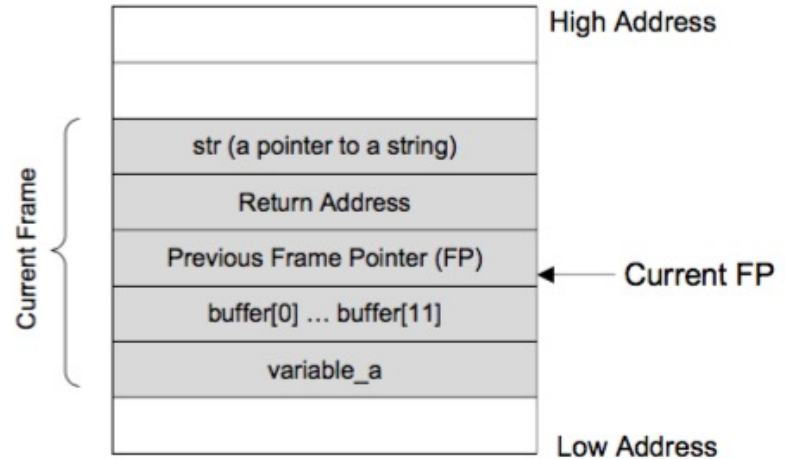 High Address
str (a pointer to a string)
Return Address
Previous Frame Pointer (FP)
Current FP
buffer[0] ... buffer[11]
variable_a
Low Address
Current Frame